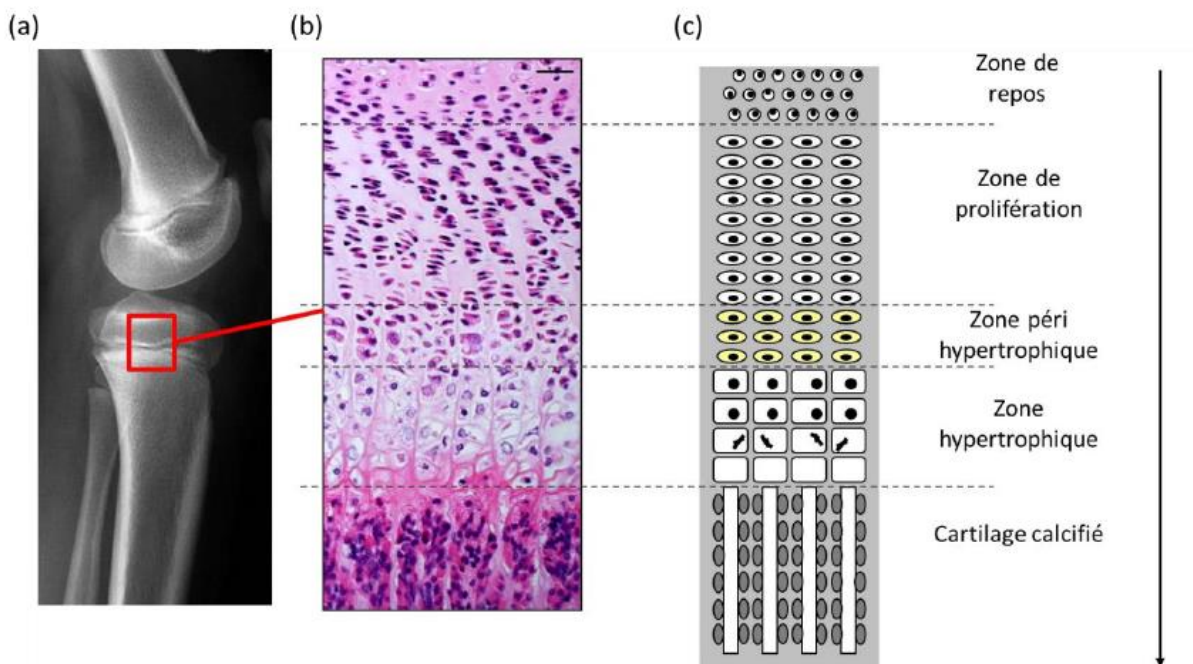 (a)
(b)
(c)
Zone de
repos
Zone de
prolifération
Zone péri
hypertrophique
Zone
hypertrophique
Cartilage calcifié